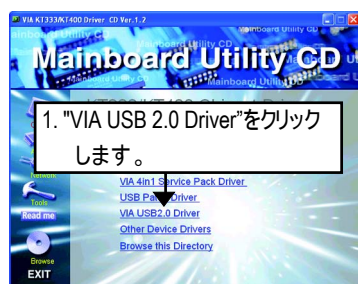 VIA KT333/KT400 Driver CD Ver.1.2
Mainboard Utility CD
1. "VIA USB 2.0 Driver"をクリック
します。
Network
VIA 4in1 Service Pack Driver
Tools
USB Pa
Driver
Read me
VIA USB2.0 Driver
Other Device Drivers
Browse this Directory
Browse
EXIT